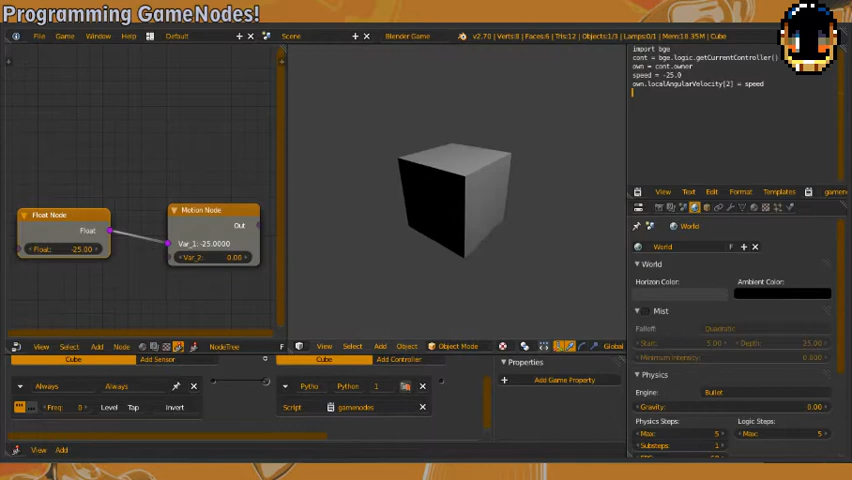 Programming GameNodes!
File Game Window Help Default Scene Blender Game v2.70 | Verts:8 | Faces:6 | Tris:12 | Objects:1/3 | Lamps:0/1 | Mem:18.35M | Cube
import bge
cont = bge.logic.getCurrentController()
own = cont.owner
speed = -25.0
own.localAngularVelocity[2] = speed
View Text Edit Format
World
World F
World
Horizon Color: Ambient Color:
Mist
Falloff: Quadratic
Start: 5.00 Depth: 25.00
Minimum Intensity: 0.000
Physics
Engine: Bullet
Gravity: 0.00
Physics Steps: Logic Steps:
Max: 5 Max: 5
Substeps: 1
Float Node
Float
Float: -25.00
Motion Node
Out
Var_1: -25.0000
Var_2: 0.00
View Select Add Node NodeTree F
View Select Add Object Object Mode Global
Cube Add Sensor Cube Add Controller
Always Always
Freq: 0 Level Tap Invert
Pytho Python 1
Script gamenodes
Properties
Add Game Property
View Add